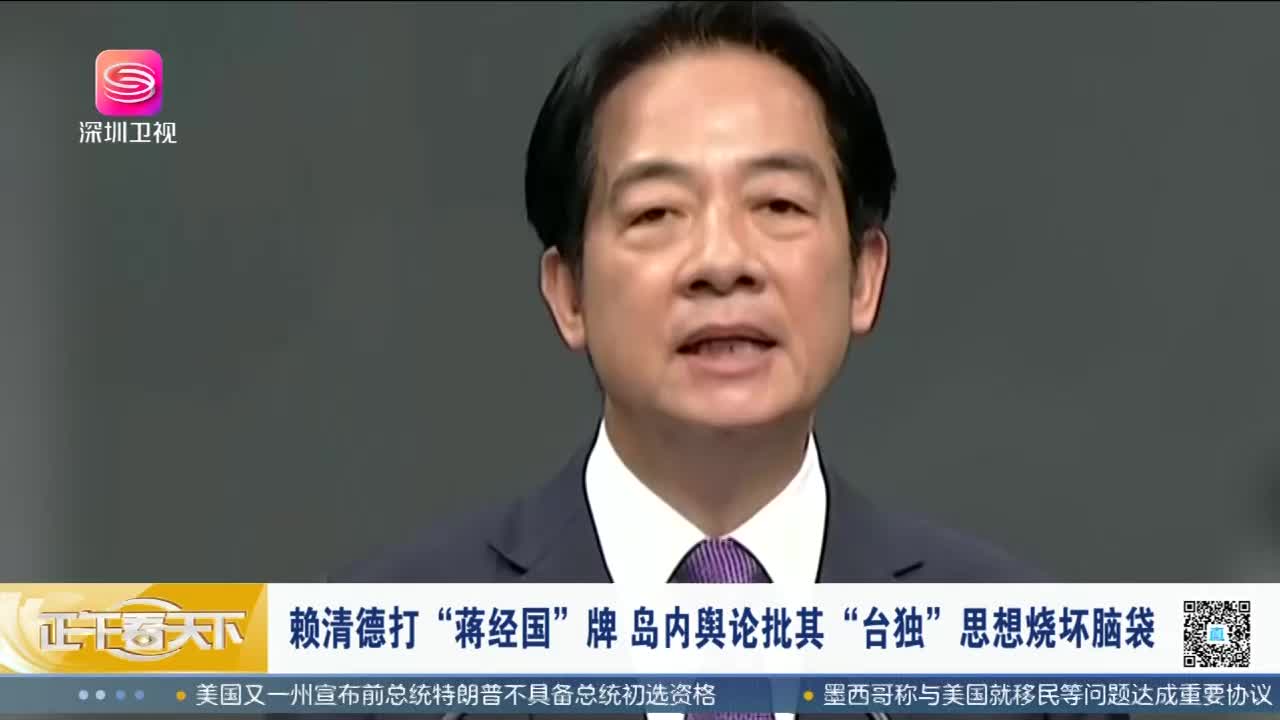 深圳卫视
正午看天下
赖清德打“蒋经国”牌 岛内舆论批其“台独”思想烧坏脑袋
美国又一州宣布前总统特朗普不具备总统初选资格
墨西哥称与美国就移民等问题达成重要协议